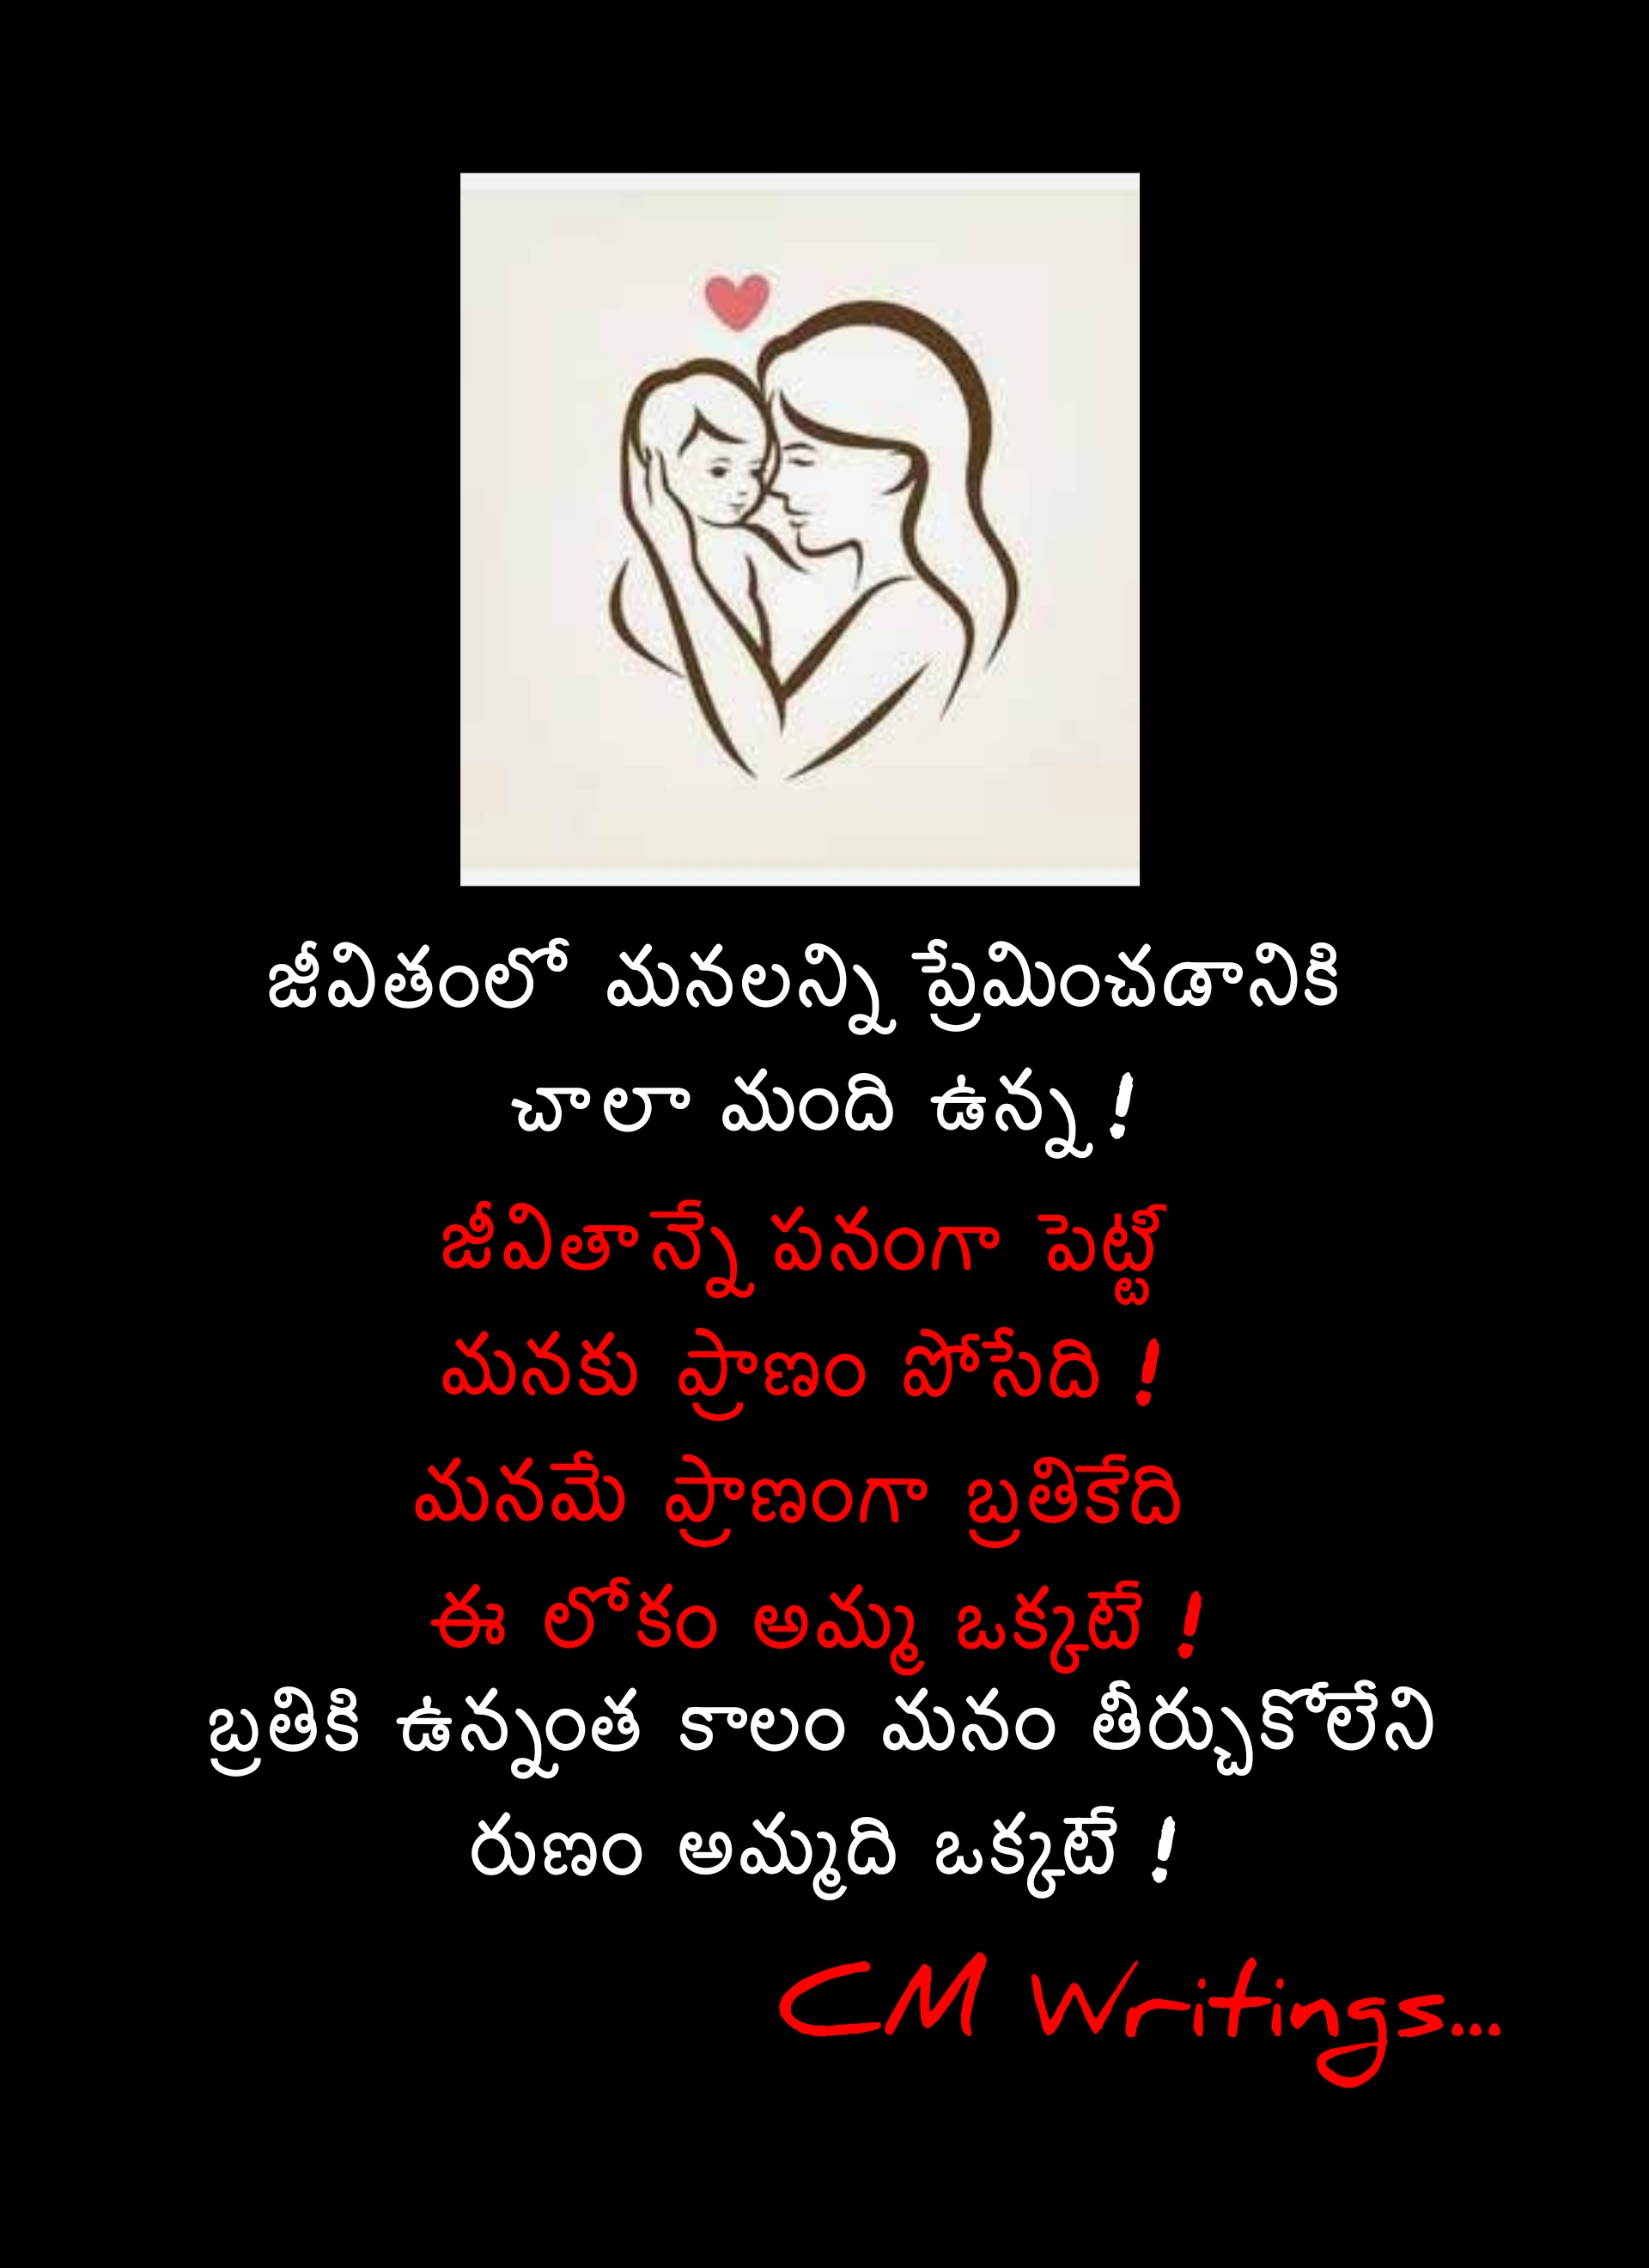 జీవితంలో మనలన్ని ప్రేమించడానికి
చాలా మంది ఉన్న !
జీవితాన్నే పనంగా పెట్టి
మనకు ప్రాణం పోసేది !
మనమే ప్రాణంగా బ్రతికేది
ఈ లోకం అమ్మ ఒక్కటే !
బ్రతికి ఉన్నంత కాలం మనం తీర్చుకోలేని
రుణం అమ్మది ఒక్కటే !
CM Writings...